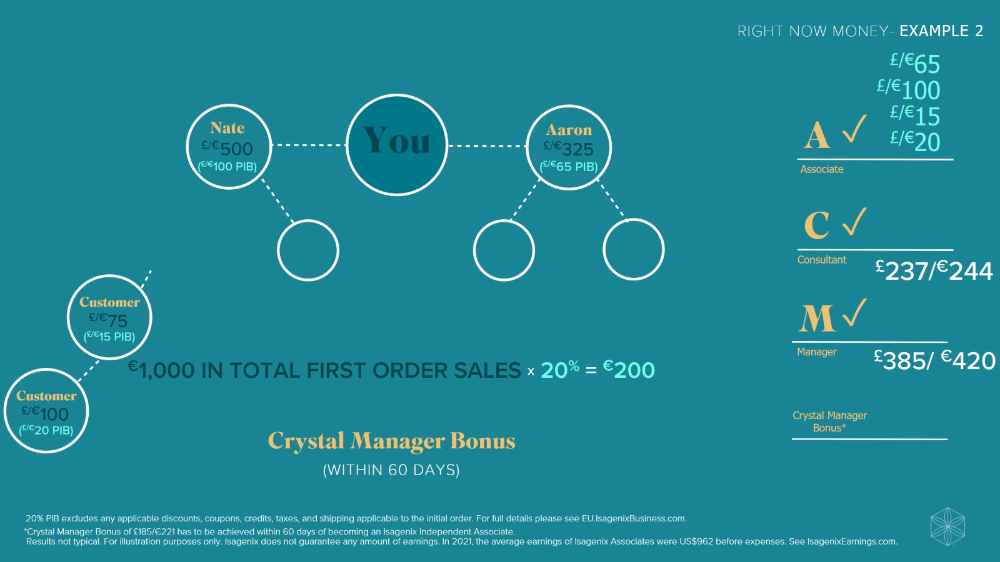 RIGHT NOW MONEY- EXAMPLE 2
£/€65
£/€100
£/€15
£/€20
A ✓
Associate
C ✓
Consultant
£237/€244
M ✓
Manager
£385/ €420
Crystal Manager
Bonus*
Nate
£/€500
(£/€100 PIB)
You
Aaron
£/€325
(£/€65 PIB)
Customer
£/€75
(£/€15 PIB)
Customer
£/€100
(£/€20 PIB)
€1,000 IN TOTAL FIRST ORDER SALES x 20% = €200
Crystal Manager Bonus
(WITHIN 60 DAYS)
20% PIB excludes any applicable discounts, coupons, credits, taxes, and shipping applicable to the initial order. For full details please see EU.IsagenixBusiness.com.
*Crystal Manager Bonus of £185/€221 has to be achieved within 60 days of becoming an Isagenix Independent Associate.
Results not typical. For illustration purposes only. Isagenix does not guarantee any amount of earnings. In 2021, the average earnings of Isagenix Associates were US$962 before expenses. See IsagenixEarnings.com.